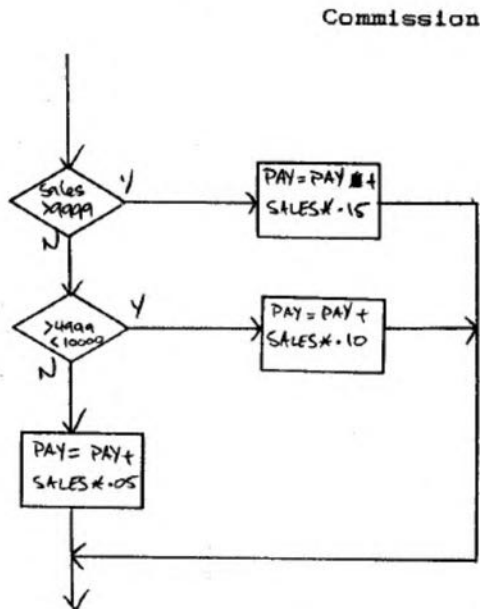 Commission
Sales
>9999
Y
PAY=PAY +
SALES*.15
N
>4999
<10000
Y
PAY=PAY+
SALES*.10
N
PAY= PAY+
SALES*.05